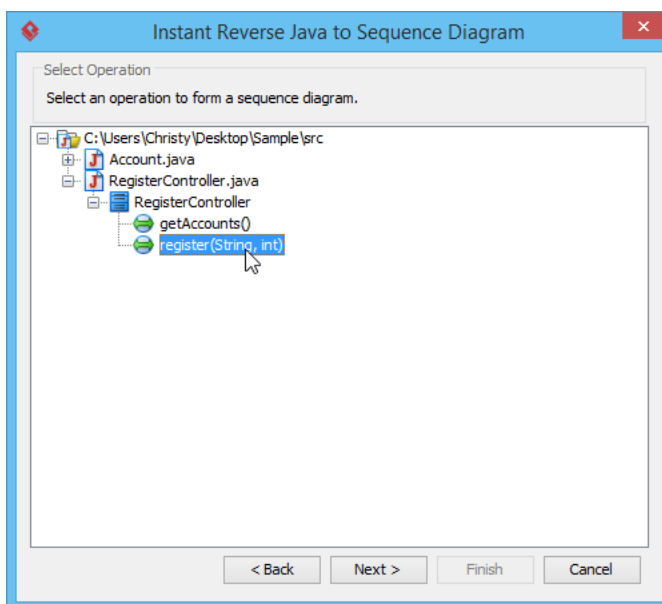 Instant Reverse Java to Sequence Diagram
Select Operation
Select an operation to form a sequence diagram.
C:\Users\Christy\Desktop\Sample\src
Account.java
RegisterController.java
RegisterController
getAccounts()
register(String, int)
< Back Next > Finish Cancel